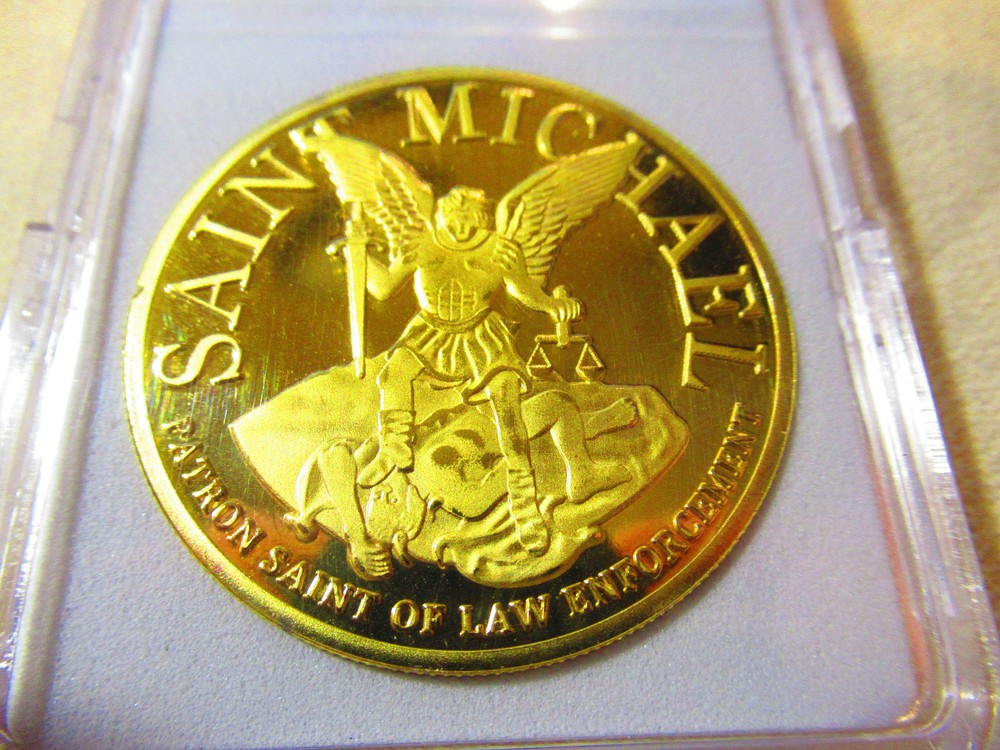 SAINT MICHAEL
PATRON SAINT OF LAW ENFORCEMENT